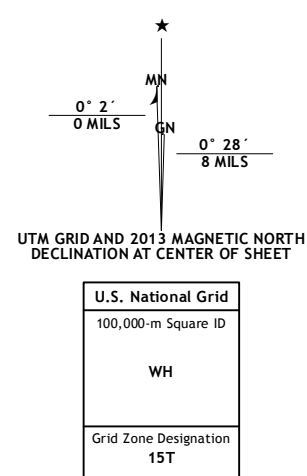 ★
MN
0° 2´
0 MILS
GN
0° 28´
8 MILS
UTM GRID AND 2013 MAGNETIC NORTH
DECLINATION AT CENTER OF SHEET
U.S. National Grid
100,000-m Square ID
WH
Grid Zone Designation
15T